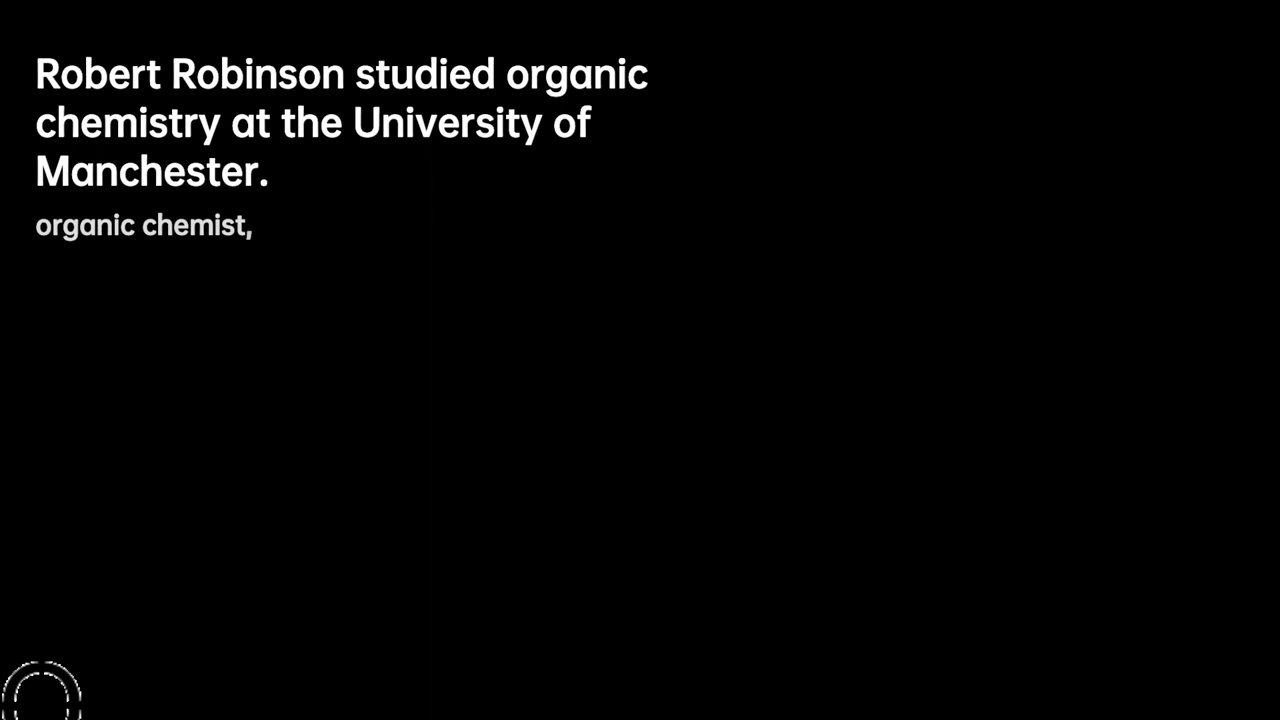 Robert Robinson studied organic
chemistry at the University of
Manchester.
organic chemist,